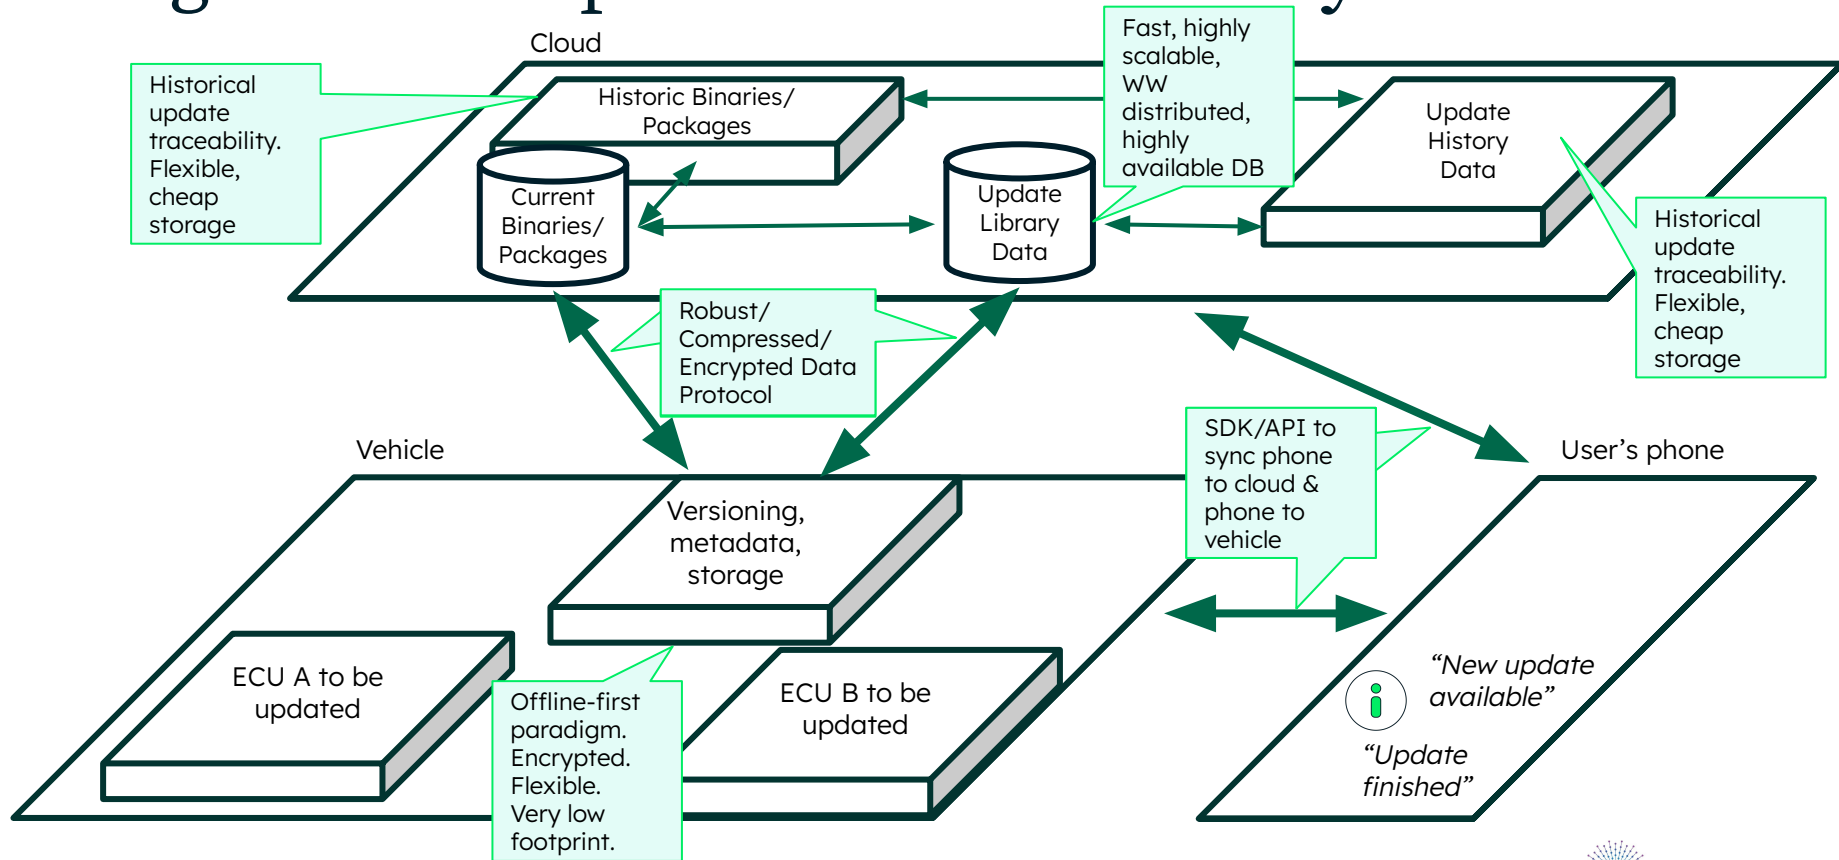 Cloud
Historical
update
traceability.
Flexible,
cheap
storage
Historic Binaries/
Packages
Fast, highly
scalable,
WW
distributed,
highly
available DB
Update
History
Data
Current
Binaries/
Packages
Update
Library
Data
Historical
update
traceability.
Flexible,
cheap
storage
Robust/
Compressed/
Encrypted Data
Protocol
Vehicle
SDK/API to
sync phone
to cloud &
phone to
vehicle
User’s phone
Versioning,
metadata,
storage
ECU A to be
updated
Offline-first
paradigm.
Encrypted.
Flexible.
Very low
footprint.
ECU B to be
updated
“New update
available”
“Update
finished”